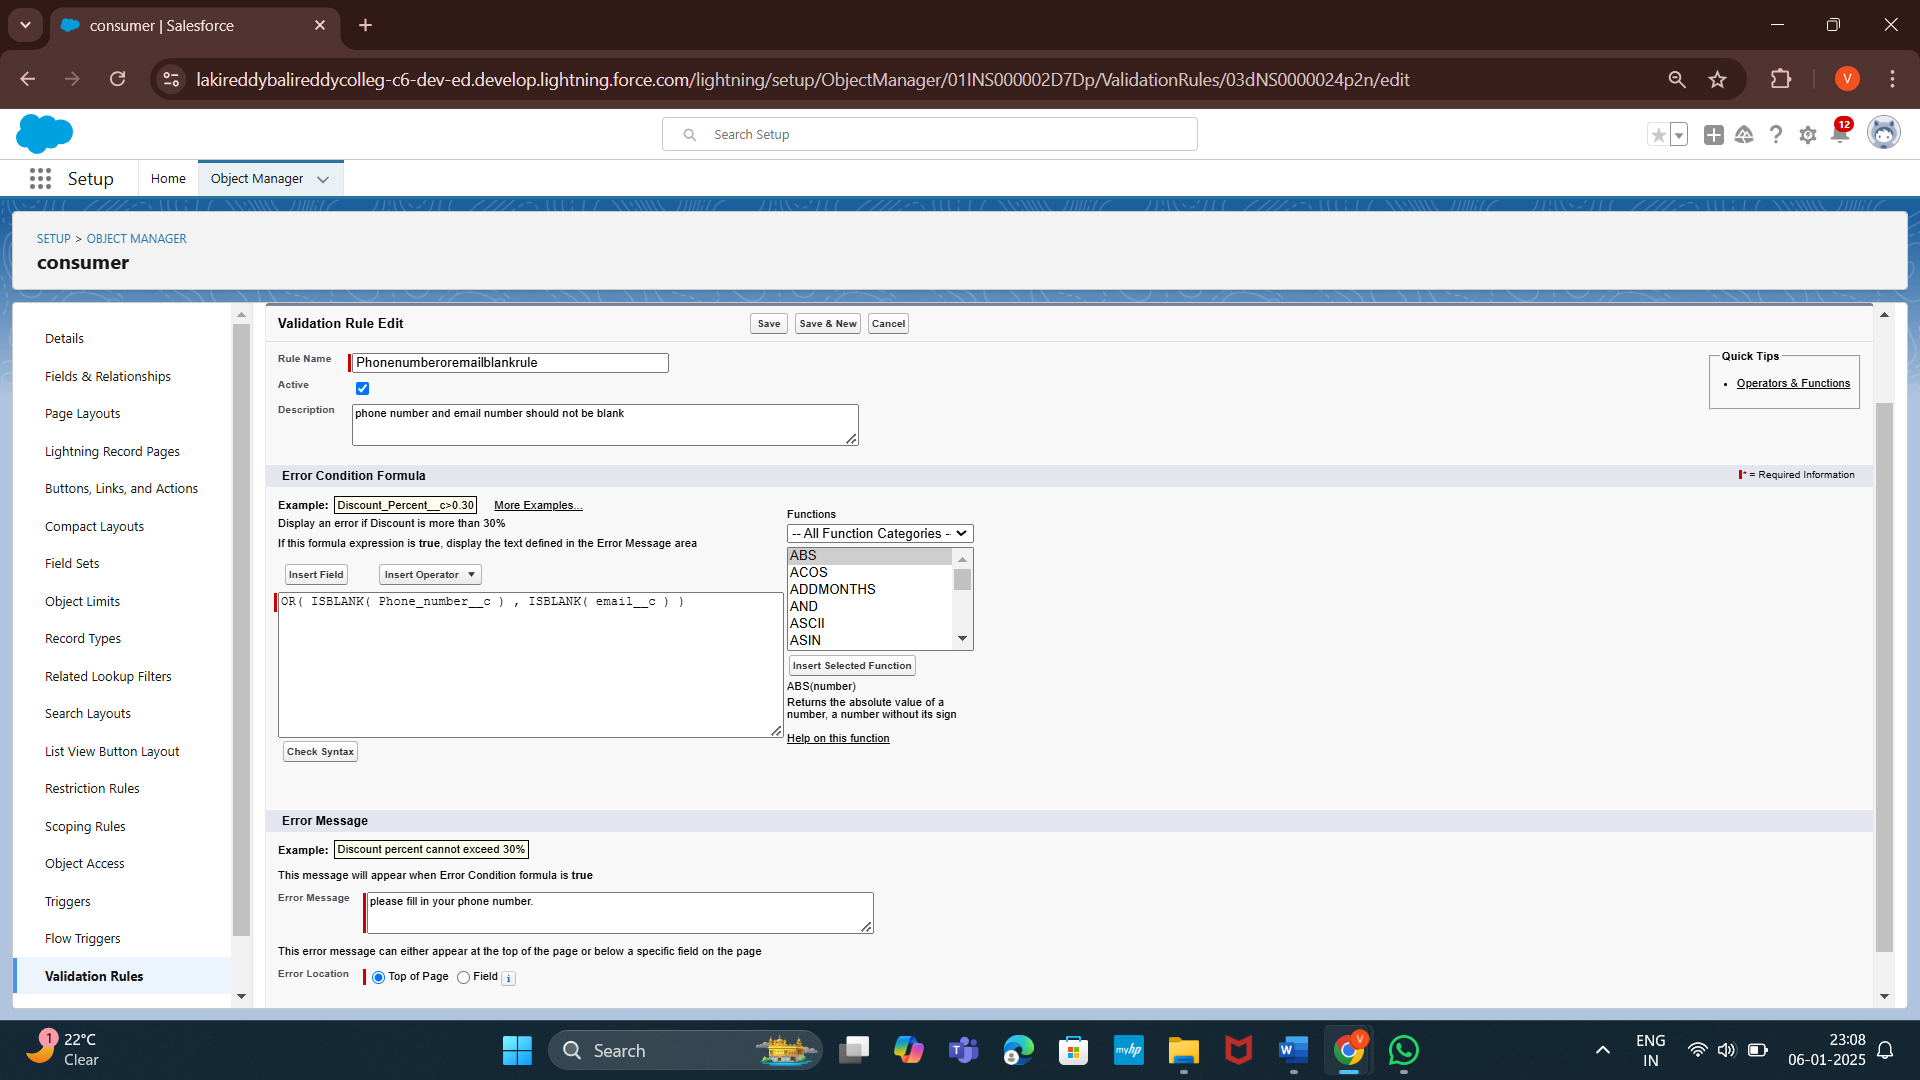 consumer | Salesforce
lakireddybalireddycolleg-c6-dev-ed.develop.lightning.force.com/lightning/setup/ObjectManager/01INS000002D7Dp/ValidationRules/03dNS0000024p2n/edit
V
Search Setup
12
Setup
Home
Object Manager
SETUP > OBJECT MANAGER
consumer
Details
Fields & Relationships
Page Layouts
Lightning Record Pages
Buttons, Links, and Actions
Compact Layouts
Field Sets
Object Limits
Record Types
Related Lookup Filters
Search Layouts
List View Button Layout
Restriction Rules
Scoping Rules
Object Access
Triggers
Flow Triggers
Validation Rules
Validation Rule Edit
Save
Save & New
Cancel
Rule Name
Phonenumberoremailblankrule
Active
Description
phone number and email number should not be blank
Quick Tips
• Operators & Functions
Error Condition Formula
* = Required Information
Example: Discount_Percent__c>0.30 More Examples...
Display an error if Discount is more than 30%
If this formula expression is true, display the text defined in the Error Message area
Insert Field
Insert Operator
OR( ISBLANK( Phone_number__c ) , ISBLANK( email__c ) )
Check Syntax
Functions
-- All Function Categories -
ABS
ACOS
ADDMONTHS
AND
ASCII
ASIN
Insert Selected Function
ABS(number)
Returns the absolute value of a
number, a number without its sign
Help on this function
Error Message
Example: Discount percent cannot exceed 30%
This message will appear when Error Condition formula is true
Error Message
please fill in your phone number.
This error message can either appear at the top of the page or below a specific field on the page
Error Location
Top of Page
Field
i
1
22°C
Clear
Search
myhp
W
V
ENG
IN
23:08
06-01-2025